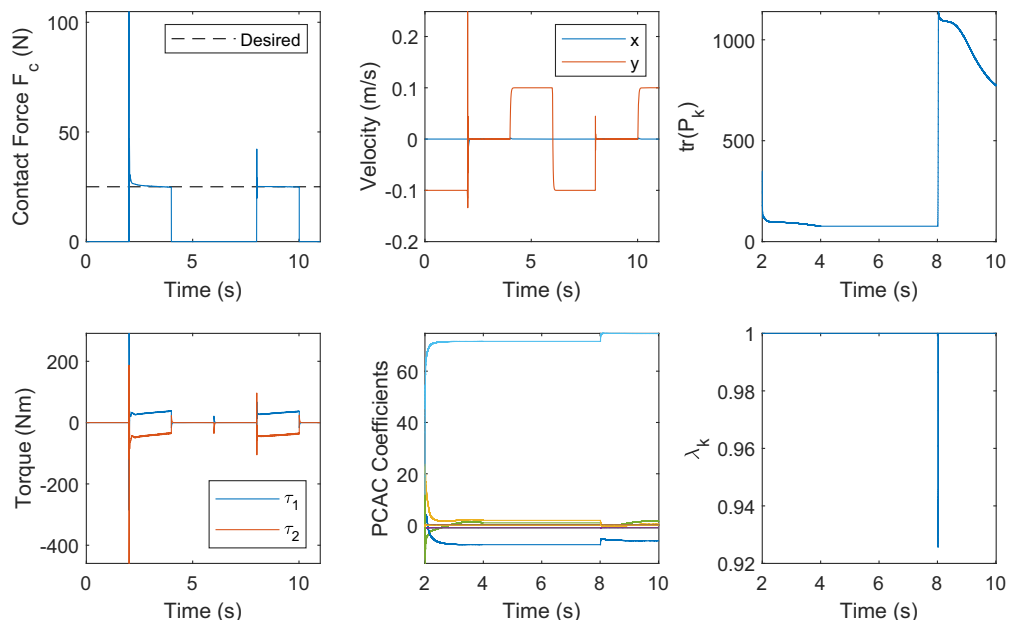 Contact Force F_c (N)
100
50
0
Desired
0 5 10
Time (s)
Velocity (m/s)
0.2
0.1
0
-0.1
-0.2
x
y
0 5 10
Time (s)
tr(P_k)
1000
500
0
2 4 6 8 10
Time (s)
Torque (Nm)
200
0
-200
-400
τ_1
τ_2
0 5 10
Time (s)
PCAC Coefficients
60
40
20
0
2 4 6 8 10
Time (s)
λ_k
1
0.98
0.96
0.94
0.92
2 4 6 8 10
Time (s)